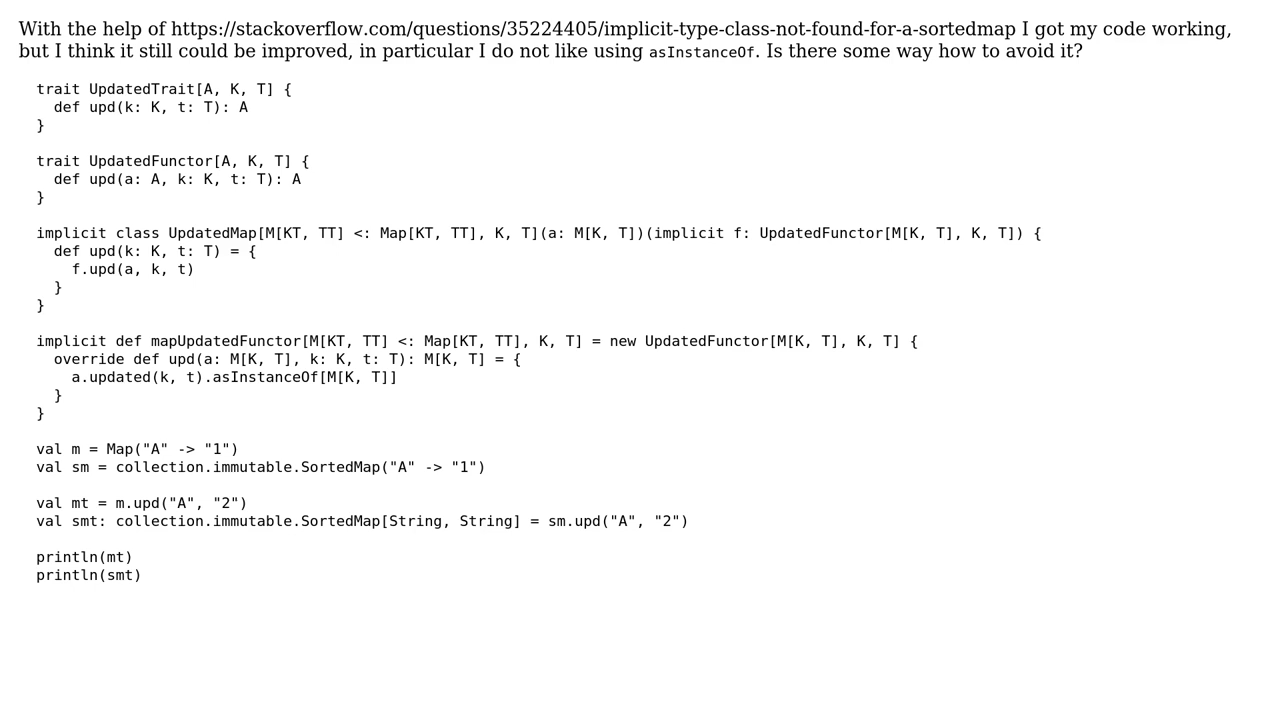 With the help of https://stackoverflow.com/questions/35224405/implicit-type-class-not-found-for-a-sortedmap I got my code working,
but I think it still could be improved, in particular I do not like using asInstanceOf. Is there some way how to avoid it?
trait UpdatedTrait[A, K, T] {
  def upd(k: K, t: T): A
}
trait UpdatedFunctor[A, K, T] {
  def upd(a: A, k: K, t: T): A
}
implicit class UpdatedMap[M[KT, TT] <: Map[KT, TT], K, T](a: M[K, T])(implicit f: UpdatedFunctor[M[K, T], K, T]) {
  def upd(k: K, t: T) = {
    f.upd(a, k, t)
  }
}
implicit def mapUpdatedFunctor[M[KT, TT] <: Map[KT, TT], K, T] = new UpdatedFunctor[M[K, T], K, T] {
  override def upd(a: M[K, T], k: K, t: T): M[K, T] = {
    a.updated(k, t).asInstanceOf[M[K, T]]
  }
}
val m = Map("A" -> "1")
val sm = collection.immutable.SortedMap("A" -> "1")
val mt = m.upd("A", "2")
val smt: collection.immutable.SortedMap[String, String] = sm.upd("A", "2")
println(mt)
println(smt)